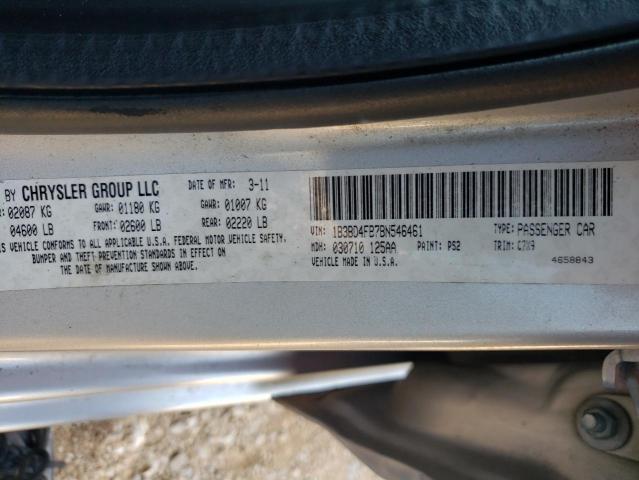 BY CHRYSLER GROUP LLC DATE OF MFR: 3-11
02087 KG GAWR: 01180 KG GAWR: 01007 KG
04600 LB FRONT: 02600 LB REAR: 02220 LB
VEHICLE CONFORMS TO ALL APPLICABLE U.S.A. FEDERAL MOTOR VEHICLE SAFETY,
BUMPER AND THEFT PREVENTION STANDARDS IN EFFECT ON
THE DATE OF MANUFACTURE SHOWN ABOVE.
VIN: 1B3BD4FB7BN546461 TYPE: PASSENGER CAR
MDH: 030710 125AA PAINT: PS2 TRIM: C7X9
VEHICLE MADE IN U.S.A. 4658843